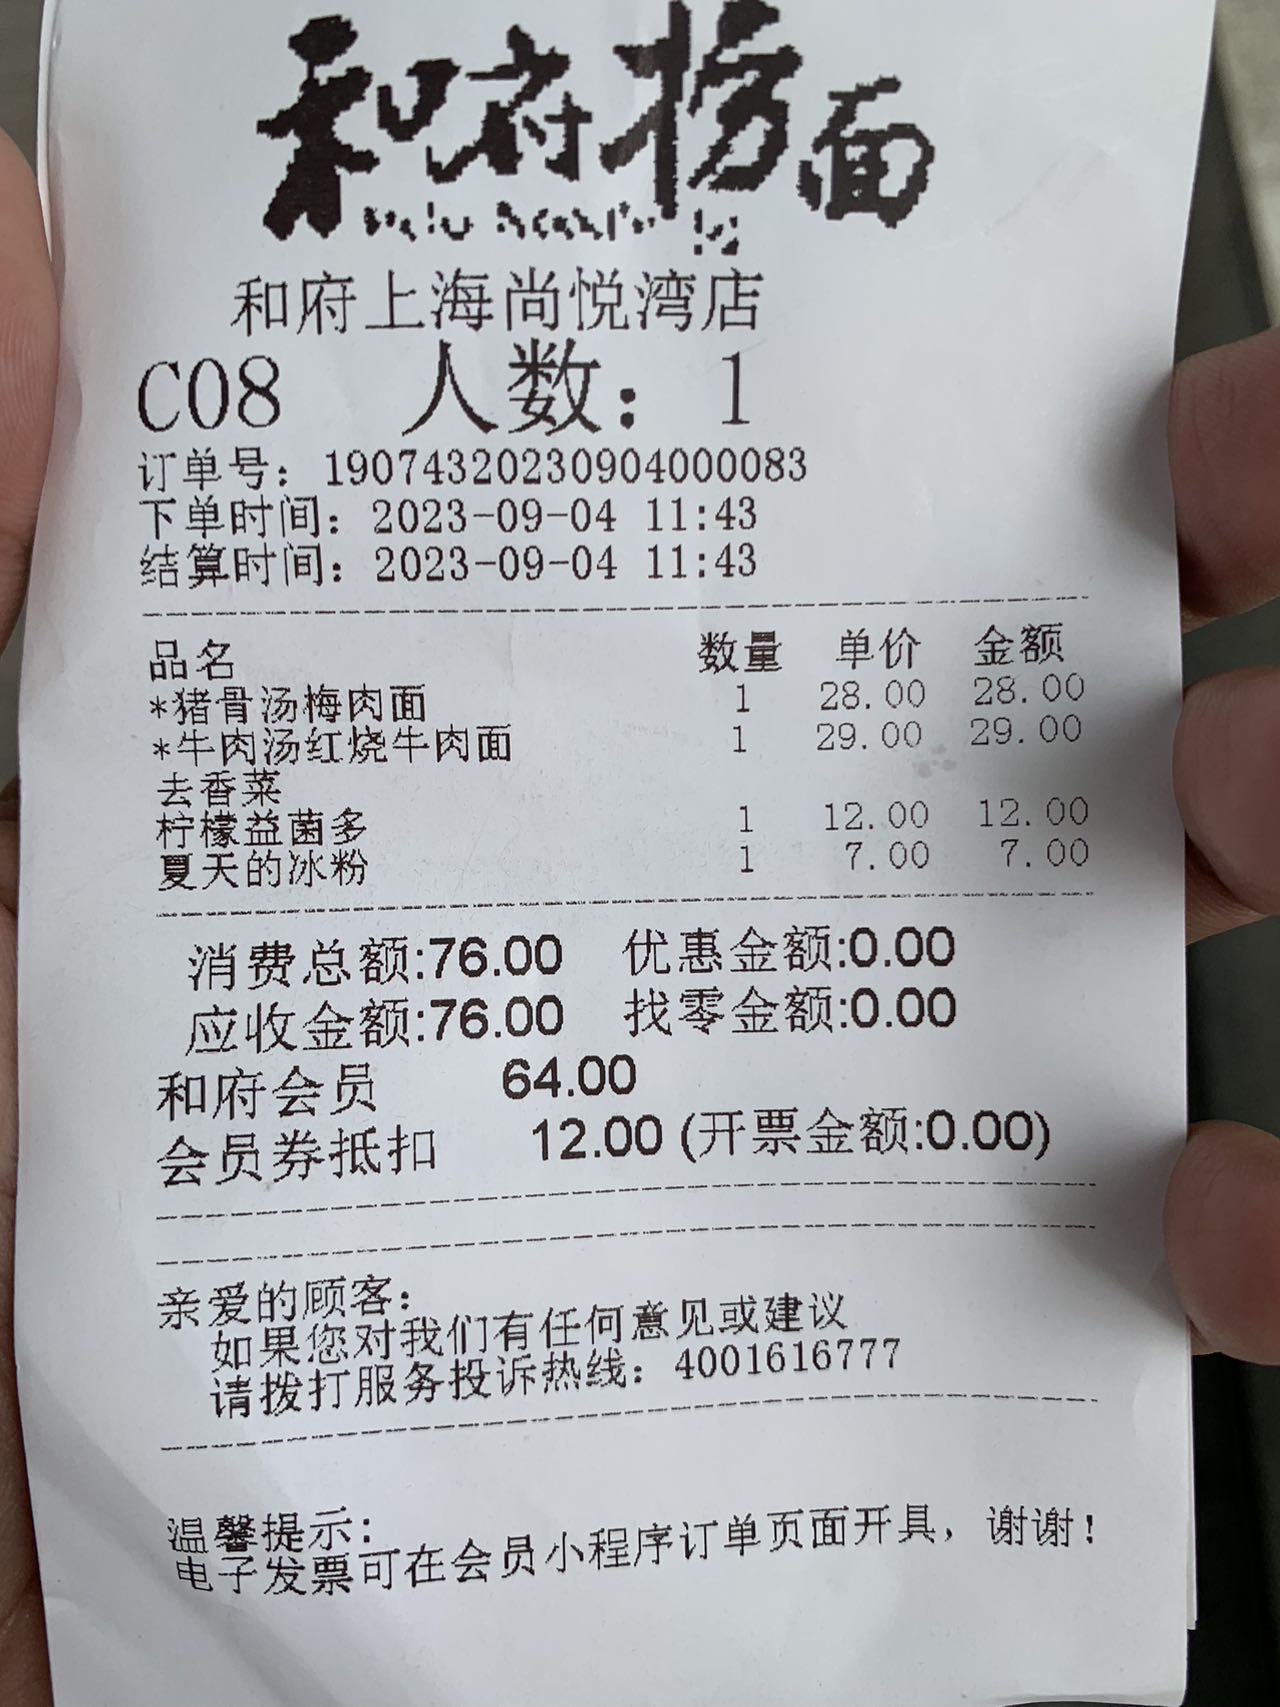 和府捞面
和府上海尚悦湾店
C08 人数：1
订单号：19074320230904000083
下单时间：2023-09-04 11:43
结算时间：2023-09-04 11:43
品名 数量 单价 金额
*猪骨汤梅肉面 1 28.00 28.00
*牛肉汤红烧牛肉面 1 29.00 29.00
去香菜
柠檬益菌多 1 12.00 12.00
夏天的冰粉 1 7.00 7.00
消费总额:76.00 优惠金额:0.00
应收金额:76.00 找零金额:0.00
和府会员 64.00
会员券抵扣 12.00 (开票金额:0.00)
亲爱的顾客：
如果您对我们有任何意见或建议
请拨打服务投诉热线：4001616777
温馨提示：
电子发票可在会员小程序订单页面开具，谢谢！